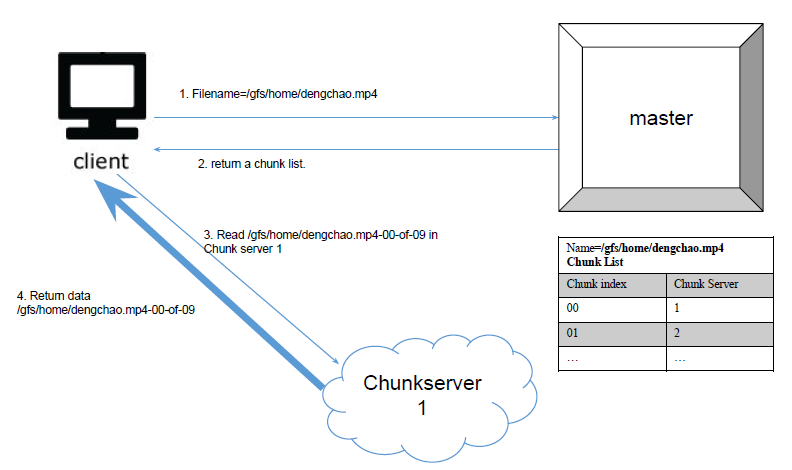 1. Filename=/gfs/home/dengchao.mp4
master
client
2. return a chunk list.
3. Read /gfs/home/dengchao.mp4-00-of-09 in
Chunk server 1
Name=/gfs/home/dengchao.mp4
Chunk List
Chunk index Chunk Server
00 1
01 2
… …
4. Return data
/gfs/home/dengchao.mp4-00-of-09
Chunkserver
1